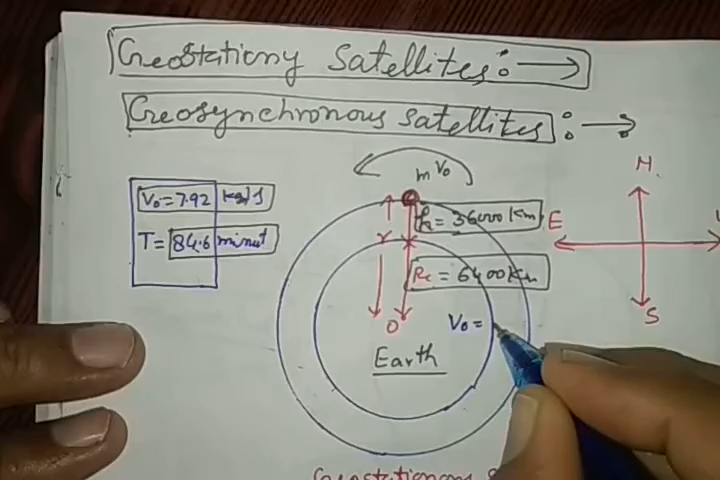 Geostationy Satellites:→
Geosynchronous satellites:→
V₀=7.92 km/s
T=84.6 minut
m V₀
h=36000 Km
r
Re=6400 Km
O
V₀=
Earth
N.
E
S